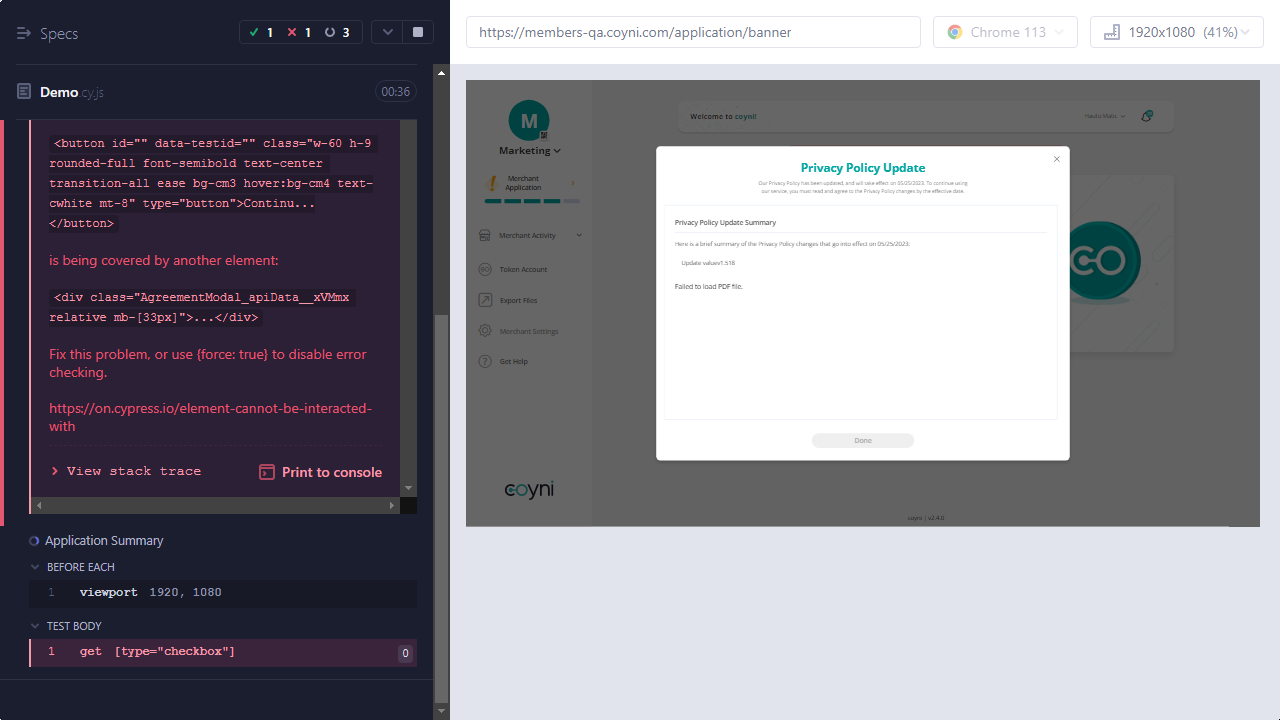 Specs
1 1 3
https://members-qa.coyni.com/application/banner
Chrome 113
1920x1080 (41%)
Demo.cy.js
00:36
<button id="" data-testid="" class="w-60 h-9
rounded-full font-semibold text-center
transition-all ease bg-cm3 hover:bg-cm4 text-
cwhite mt-8" type="button">Continu...
</button>
is being covered by another element:
<div class="AgreementModal_apiData__xVMmx
relative mb-[33px]">...</div>
Fix this problem, or use {force: true} to disable error
checking.
https://on.cypress.io/element-cannot-be-interacted-
with
View stack trace
Print to console
Application Summary
BEFORE EACH
1 viewport 1920, 1080
TEST BODY
1 get [type="checkbox"] 0
M
Marketing
Merchant
Application
Merchant Activity
Token Account
Export Files
Merchant Settings
Get Help
coyni
Welcome to coyni!
Privacy Policy Update
Our Privacy Policy has been updated, and will take effect on 05/25/2023. To continue using
our service, you must read and agree to the Privacy Policy changes by the effective date.
Privacy Policy Update Summary
Here is a brief summary of the Privacy Policy changes that go into effect on 05/25/2023:
Update valuev1.518
Failed to load PDF file.
Done
coyni | v2.4.0